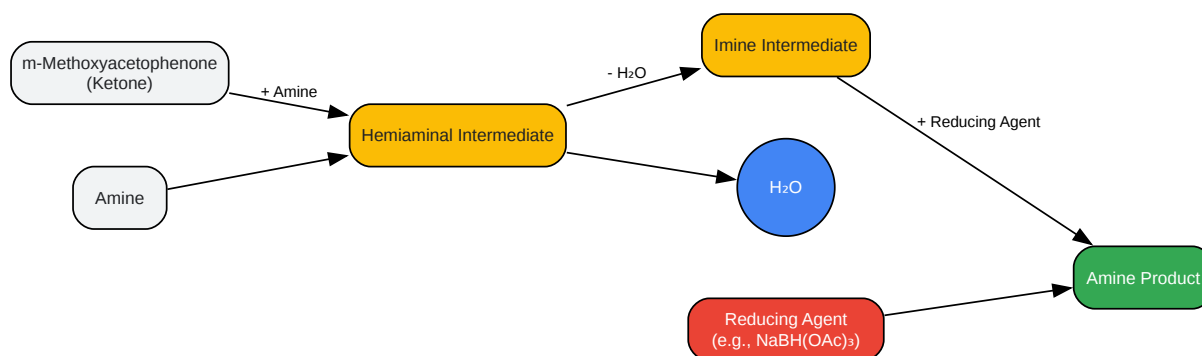 m-Methoxyacetophenone
(Ketone)
+ Amine
Amine
Hemiaminal Intermediate
- H₂O
Imine Intermediate
H₂O
+ Reducing Agent
Reducing Agent
(e.g., NaBH(OAc)₃)
Amine Product